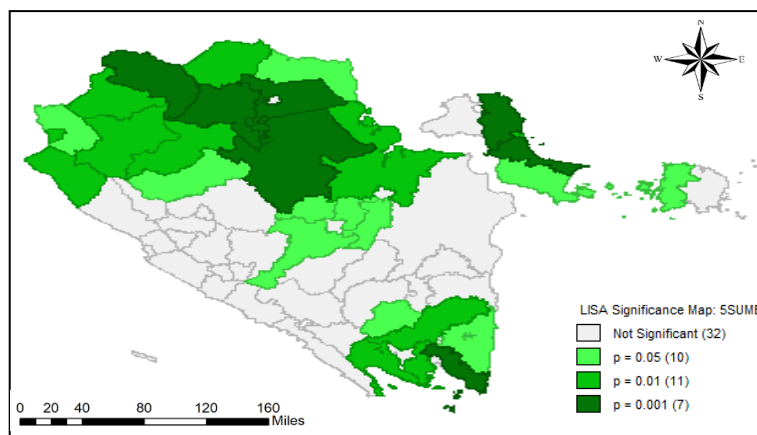 N
W E
S
LISA Significance Map: 5SUME
Not Significant (32)
p = 0.05 (10)
p = 0.01 (11)
p = 0.001 (7)
0 20 40 80 120 160
Miles